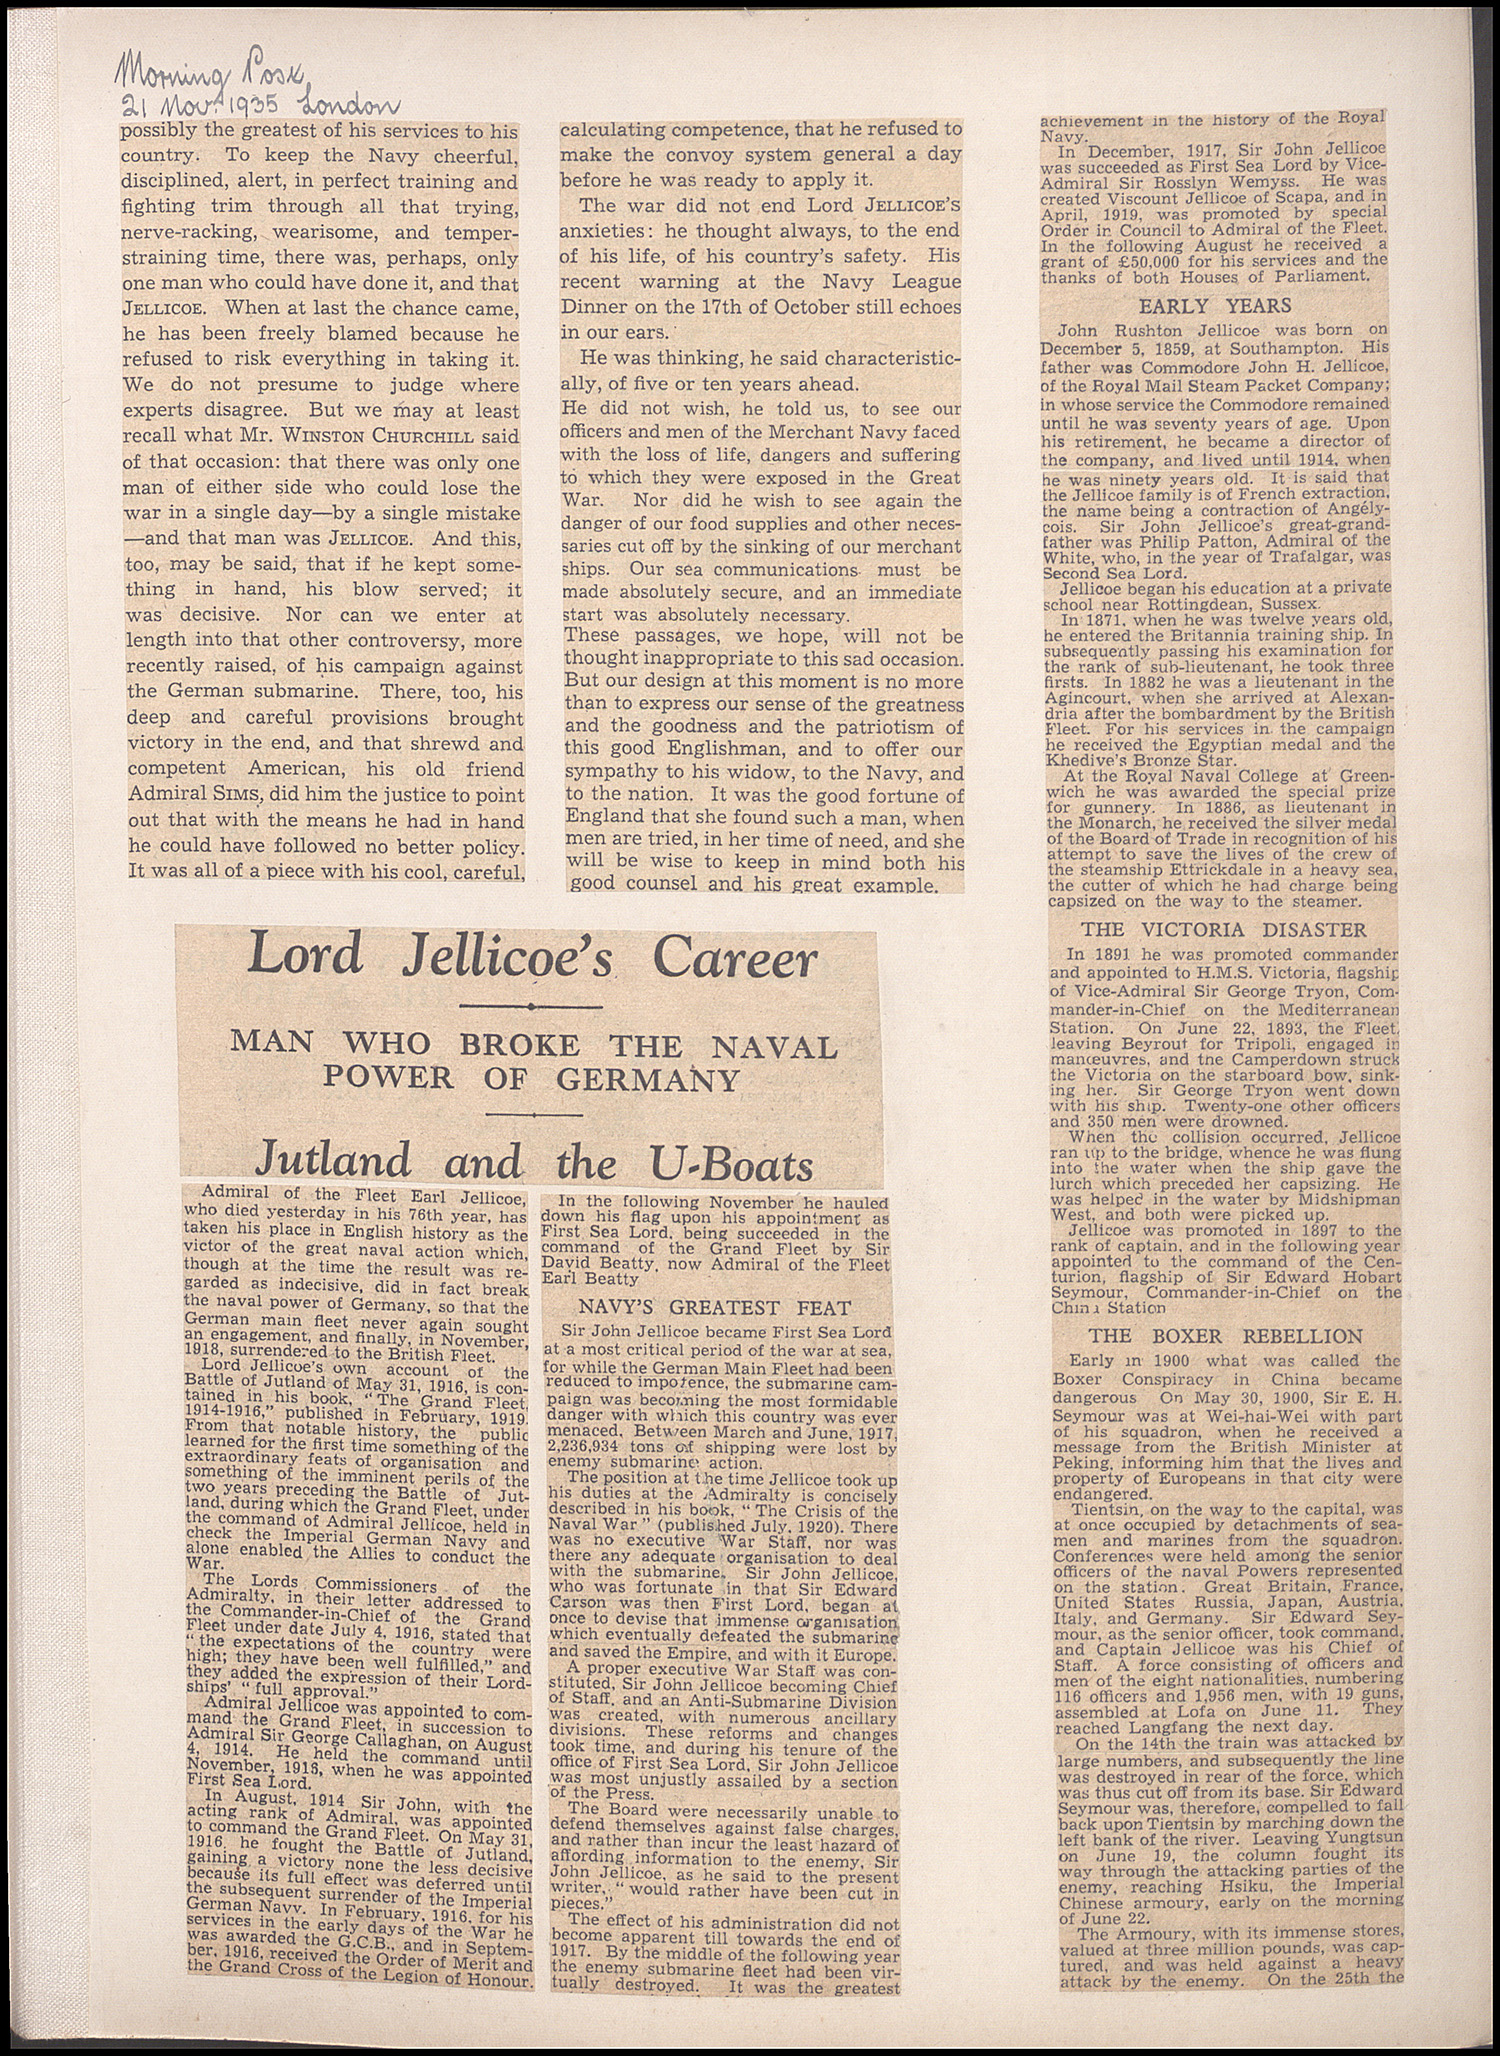 Morning Post,
21 Nov. 1935 London
possibly the greatest of his services to his
country. To keep the Navy cheerful,
disciplined, alert, in perfect training and
fighting trim through all that trying,
nerve-racking, wearisome, and temper-
straining time, there was, perhaps, only
one man who could have done it, and that
JELLICOE. When at last the chance came,
he has been freely blamed because he
refused to risk everything in taking it.
We do not presume to judge where
experts disagree. But we may at least
recall what Mr. WINSTON CHURCHILL said
of that occasion: that there was only one
man of either side who could lose the
war in a single day—by a single mistake
—and that man was JELLICOE. And this,
too, may be said, that if he kept some-
thing in hand, his blow served; it
was decisive. Nor can we enter at
length into that other controversy, more
recently raised, of his campaign against
the German submarine. There, too, his
deep and careful provisions brought
victory in the end, and that shrewd and
competent American, his old friend
Admiral SIMS, did him the justice to point
out that with the means he had in hand
he could have followed no better policy.
It was all of a piece with his cool, careful,
calculating competence, that he refused to
make the convoy system general a day
before he was ready to apply it.
The war did not end Lord JELLICOE'S
anxieties: he thought always, to the end
of his life, of his country's safety. His
recent warning at the Navy League
Dinner on the 17th of October still echoes
in our ears.
He was thinking, he said characteristic-
ally, of five or ten years ahead.
He did not wish, he told us, to see our
officers and men of the Merchant Navy faced
with the loss of life, dangers and suffering
to which they were exposed in the Great
War. Nor did he wish to see again the
danger of our food supplies and other neces-
saries cut off by the sinking of our merchant
ships. Our sea communications must be
made absolutely secure, and an immediate
start was absolutely necessary.
These passages, we hope, will not be
thought inappropriate to this sad occasion.
But our design at this moment is no more
than to express our sense of the greatness
and the goodness and the patriotism of
this good Englishman, and to offer our
sympathy to his widow, to the Navy, and
to the nation. It was the good fortune of
England that she found such a man, when
men are tried, in her time of need, and she
will be wise to keep in mind both his
good counsel and his great example.
Lord Jellicoe's Career
MAN WHO BROKE THE NAVAL
POWER OF GERMANY
Jutland and the U-Boats
Admiral of the Fleet Earl Jellicoe,
who died yesterday in his 76th year, has
taken his place in English history as the
victor of the great naval action which,
though at the time the result was re-
garded as indecisive, did in fact break
the naval power of Germany, so that the
German main fleet never again sought
an engagement, and finally, in November,
1918, surrendered to the British Fleet.
Lord Jellicoe's own account of the
Battle of Jutland of May 31, 1916, is con-
tained in his book, "The Grand Fleet,
1914-1916," published in February, 1919.
From that notable history, the public
learned for the first time something of the
extraordinary feats of organisation and
something of the imminent perils of the
two years preceding the Battle of Jut-
land, during which the Grand Fleet, under
the command of Admiral Jellicoe, held in
check the Imperial German Navy and
alone enabled the Allies to conduct the
War.
The Lords Commissioners of the
Admiralty, in their letter addressed to
the Commander-in-Chief of the Grand
Fleet under date July 4, 1916, stated that
"the expectations of the country were
high; they have been well fulfilled," and
they added the expression of their Lord-
ships' "full approval."
Admiral Jellicoe was appointed to com-
mand the Grand Fleet, in succession to
Admiral Sir George Callaghan, on August
4, 1914. He held the command until
November, 1916, when he was appointed
First Sea Lord.
In August, 1914 Sir John, with the
acting rank of Admiral, was appointed
to command the Grand Fleet. On May 31,
1916, he fought the Battle of Jutland,
gaining a victory none the less decisive
because its full effect was deferred until
the subsequent surrender of the Imperial
German Navy. In February, 1916, for his
services in the early days of the War he
was awarded the G.C.B., and in Septem-
ber, 1916, received the Order of Merit and
the Grand Cross of the Legion of Honour.
In the following November he hauled
down his flag upon his appointment as
First Sea Lord, being succeeded in the
command of the Grand Fleet by Sir
David Beatty, now Admiral of the Fleet
Earl Beatty
NAVY'S GREATEST FEAT
Sir John Jellicoe became First Sea Lord
at a most critical period of the war at sea,
for while the German Main Fleet had been
reduced to impotence, the submarine cam-
paign was becoming the most formidable
danger with which this country was ever
menaced. Between March and June, 1917,
2,236,934 tons of shipping were lost by
enemy submarine action.
The position at the time Jellicoe took up
his duties at the Admiralty is concisely
described in his book, "The Crisis of the
Naval War" (published July, 1920). There
was no executive War Staff, nor was
there any adequate organisation to deal
with the submarine. Sir John Jellicoe,
who was fortunate in that Sir Edward
Carson was then First Lord, began at
once to devise that immense organisation
which eventually defeated the submarine
and saved the Empire, and with it Europe.
A proper executive War Staff was con-
stituted, Sir John Jellicoe becoming Chief
of Staff, and an Anti-Submarine Division
was created, with numerous ancillary
divisions. These reforms and changes
took time, and during his tenure of the
office of First Sea Lord, Sir John Jellicoe
was most unjustly assailed by a section
of the Press.
The Board were necessarily unable to
defend themselves against false charges,
and rather than incur the least hazard of
affording information to the enemy, Sir
John Jellicoe, as he said to the present
writer, "would rather have been cut in
pieces."
The effect of his administration did not
become apparent till towards the end of
1917. By the middle of the following year
the enemy submarine fleet had been vir-
tually destroyed. It was the greatest
achievement in the history of the Royal
Navy.
In December, 1917, Sir John Jellicoe
was succeeded as First Sea Lord by Vice-
Admiral Sir Rosslyn Wemyss. He was
created Viscount Jellicoe of Scapa, and in
April, 1919, was promoted by special
Order in Council to Admiral of the Fleet.
In the following August he received a
grant of £50,000 for his services and the
thanks of both Houses of Parliament.
EARLY YEARS
John Rushton Jellicoe was born on
December 5, 1859, at Southampton. His
father was Commodore John H. Jellicoe,
of the Royal Mail Steam Packet Company;
in whose service the Commodore remained
until he was seventy years of age. Upon
his retirement, he became a director of
the company, and lived until 1914, when
he was ninety years old. It is said that
the Jellicoe family is of French extraction,
the name being a contraction of Angély-
cois. Sir John Jellicoe's great-grand-
father was Philip Patton, Admiral of the
White, who, in the year of Trafalgar, was
Second Sea Lord.
Jellicoe began his education at a private
school near Rottingdean, Sussex.
In 1871, when he was twelve years old,
he entered the Britannia training ship. In
subsequently passing his examination for
the rank of sub-lieutenant, he took three
firsts. In 1882 he was a lieutenant in the
Agincourt, when she arrived at Alexan-
dria after the bombardment by the British
Fleet. For his services in the campaign
he received the Egyptian medal and the
Khedive's Bronze Star.
At the Royal Naval College at Green-
wich he was awarded the special prize
for gunnery. In 1886, as lieutenant in
the Monarch, he received the silver medal
of the Board of Trade in recognition of his
attempt to save the lives of the crew of
the steamship Ettrickdale in a heavy sea,
the cutter of which he had charge being
capsized on the way to the steamer.
THE VICTORIA DISASTER
In 1891 he was promoted commander
and appointed to H.M.S. Victoria, flagship
of Vice-Admiral Sir George Tryon, Com-
mander-in-Chief on the Mediterranean
Station. On June 22, 1893, the Fleet,
leaving Beyrout for Tripoli, engaged in
manœuvres, and the Camperdown struck
the Victoria on the starboard bow, sink-
ing her. Sir George Tryon went down
with his ship. Twenty-one other officers
and 350 men were drowned.
When the collision occurred, Jellicoe
ran up to the bridge, whence he was flung
into the water when the ship gave the
lurch which preceded her capsizing. He
was helped in the water by Midshipman
West, and both were picked up.
Jellicoe was promoted in 1897 to the
rank of captain, and in the following year
appointed to the command of the Cen-
turion, flagship of Sir Edward Hobart
Seymour, Commander-in-Chief on the
China Station
THE BOXER REBELLION
Early in 1900 what was called the
Boxer Conspiracy in China became
dangerous On May 30, 1900, Sir E. H.
Seymour was at Wei-hai-Wei with part
of his squadron, when he received a
message from the British Minister at
Peking, informing him that the lives and
property of Europeans in that city were
endangered.
Tientsin, on the way to the capital, was
at once occupied by detachments of sea-
men and marines from the squadron.
Conferences were held among the senior
officers of the naval Powers represented
on the station. Great Britain, France,
United States Russia, Japan, Austria,
Italy, and Germany. Sir Edward Sey-
mour, as the senior officer, took command,
and Captain Jellicoe was his Chief of
Staff. A force consisting of officers and
men of the eight nationalities, numbering
116 officers and 1,956 men, with 19 guns,
assembled at Lofa on June 11. They
reached Langfang the next day.
On the 14th the train was attacked by
large numbers, and subsequently the line
was destroyed in rear of the force, which
was thus cut off from its base. Sir Edward
Seymour was, therefore, compelled to fall
back upon Tientsin by marching down the
left bank of the river. Leaving Yungtsun
on June 19, the column fought its
way through the attacking parties of the
enemy, reaching Hsiku, the Imperial
Chinese armoury, early on the morning
of June 22.
The Armoury, with its immense stores,
valued at three million pounds, was cap-
tured, and was held against a heavy
attack by the enemy. On the 25th the